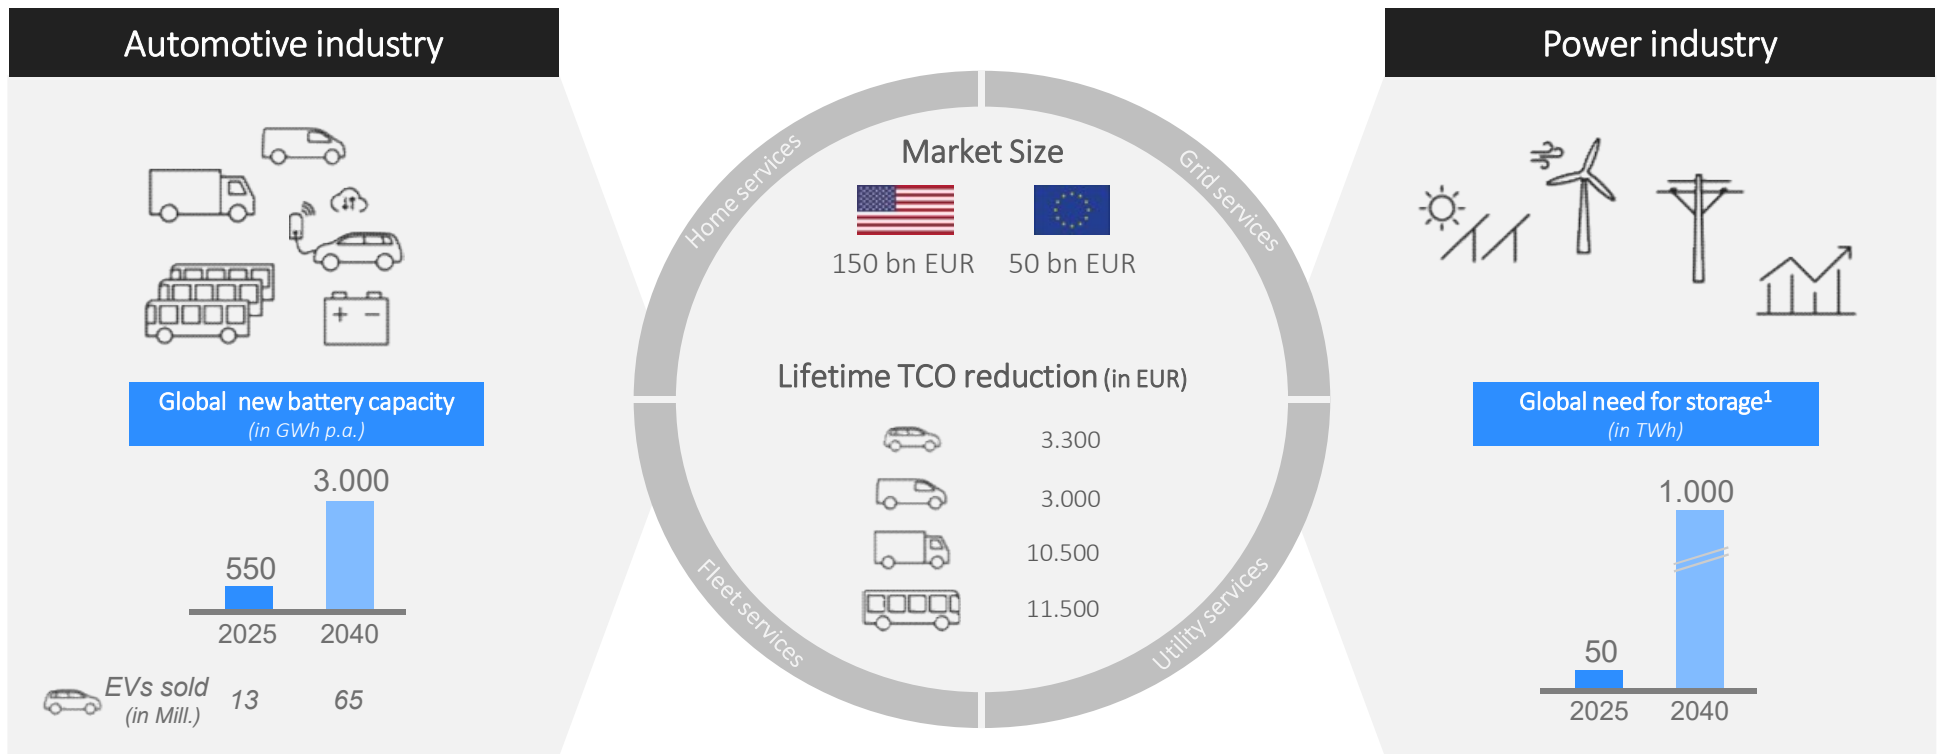 Automotive industry
Global  new battery capacity
(in GWh p.a.)
3.000
550
2025 2040
EVs sold 13 65
(in Mill.)
Home services
Grid services
Fleet services
Utility services
Market Size
150 bn EUR 50 bn EUR
Lifetime TCO reduction (in EUR)
3.300
3.000
10.500
11.500
Power industry
Global need for storage¹
(in TWh)
1.000
50
2025 2040